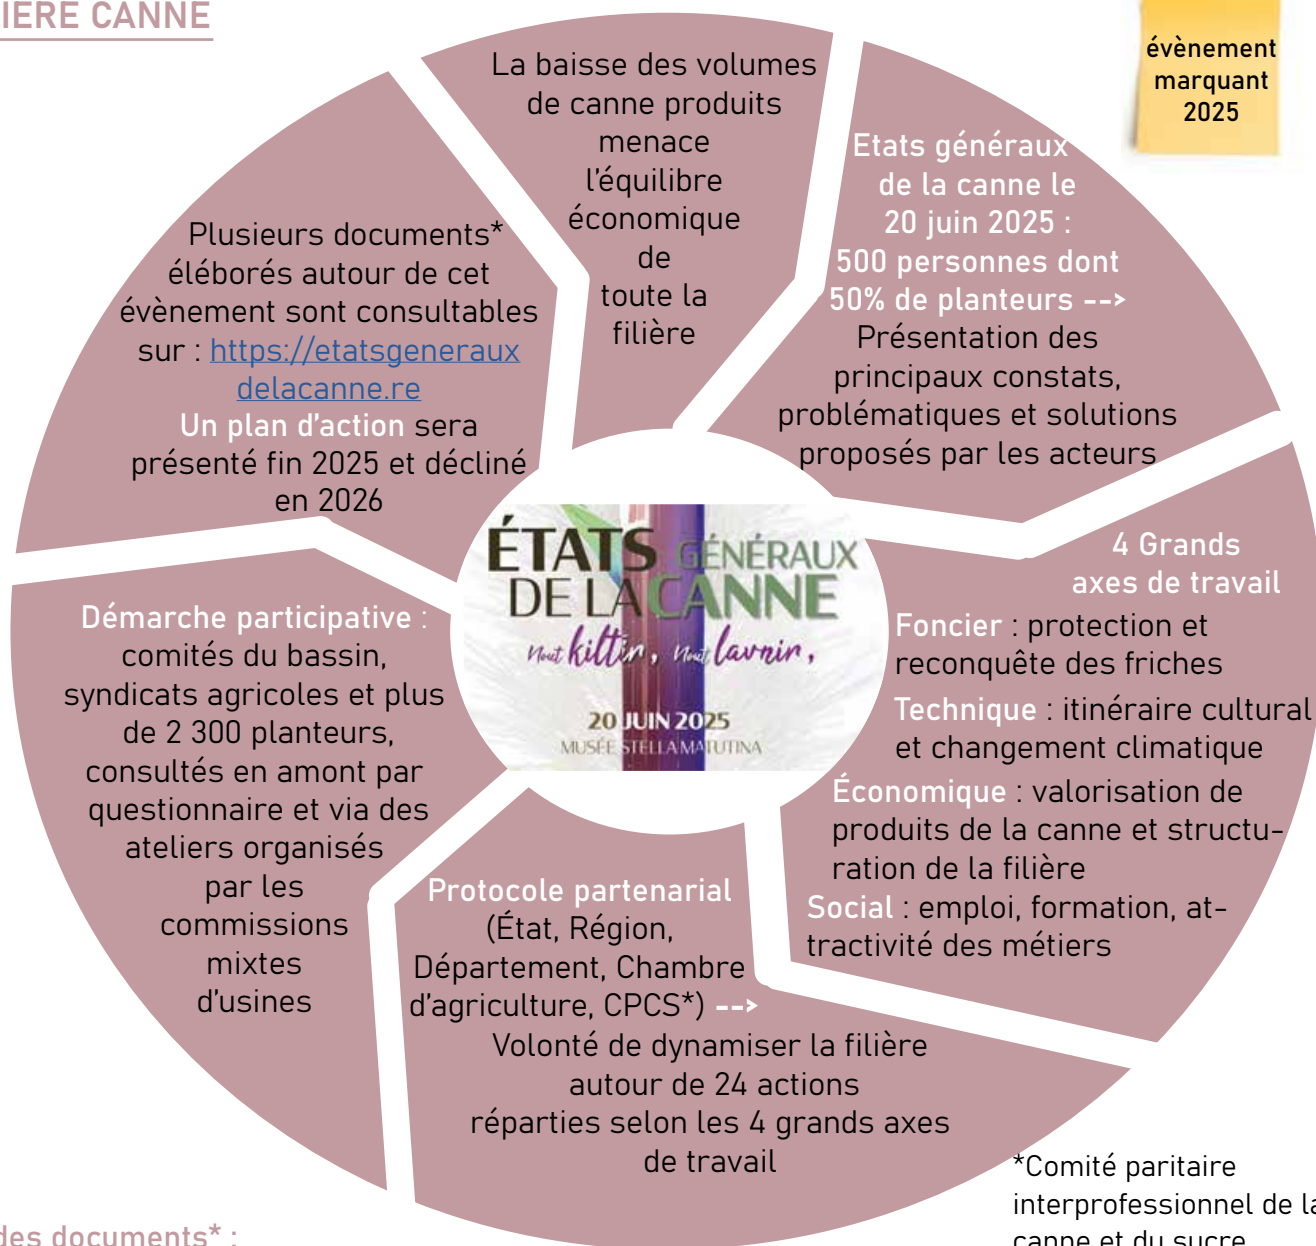 IERE CANNE
évènement
marquant
2025
La baisse des volumes
de canne produits
menace
l'équilibre
économique
de
toute la
filière
Etats généraux
de la canne le
20 juin 2025 :
500 personnes dont
50% de planteurs -->
Présentation des
principaux constats,
problématiques et solutions
proposés par les acteurs
4 Grands
axes de travail
Foncier : protection et
reconquête des friches
Technique : itinéraire cultural
et changement climatique
Économique : valorisation de
produits de la canne et structu-
ration de la filière
Social : emploi, formation, at-
tractivité des métiers
Protocole partenarial
(État, Région,
Département, Chambre
d'agriculture, CPCS*) -->
Volonté de dynamiser la filière
autour de 24 actions
réparties selon les 4 grands axes
de travail
Démarche participative :
comités du bassin,
syndicats agricoles et plus
de 2 300 planteurs,
consultés en amont par
questionnaire et via des
ateliers organisés
par les
commissions
mixtes
d'usines
Plusieurs documents*
éléborés autour de cet
évènement sont consultables
sur : https://etatsgeneraux
delacanne.re
Un plan d'action sera
présenté fin 2025 et décliné
en 2026
ÉTATS GÉNÉRAUX
DE LA CANNE
Nout kiltir, Nout lavnir,
20 JUIN 2025
MUSÉE STELLA MATUTINA
*Comité paritaire
interprofessionnel de la
canne et du sucre
des documents* :